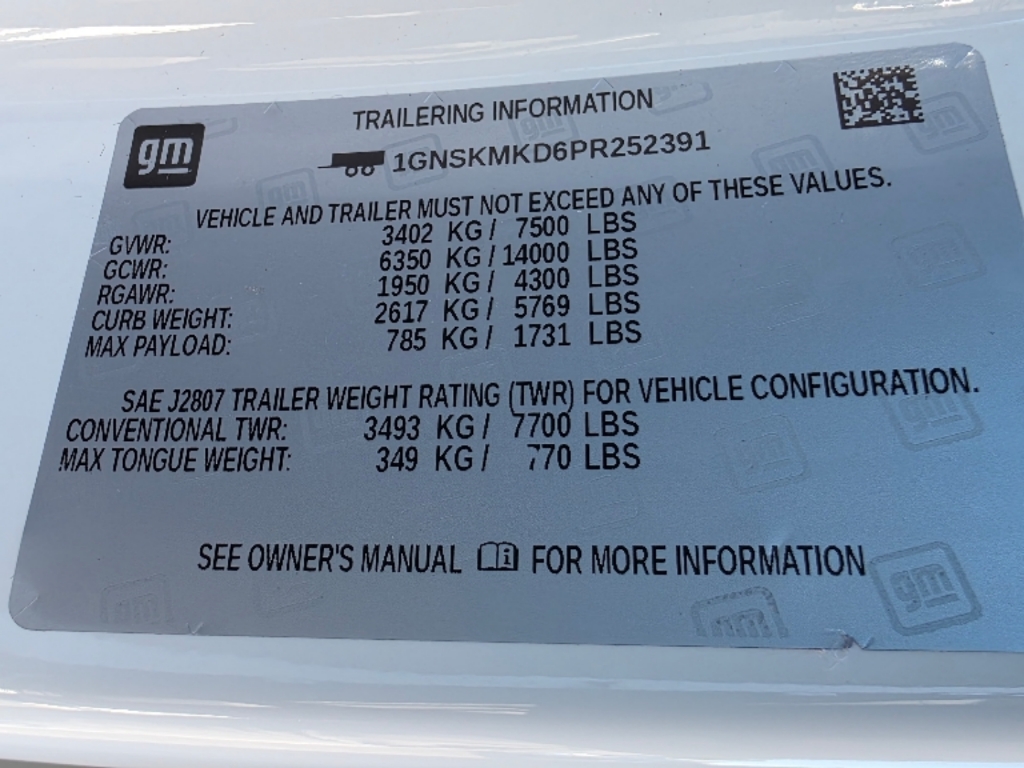 gm
TRAILERING INFORMATION
1GNSKMKD6PR252391
VEHICLE AND TRAILER MUST NOT EXCEED ANY OF THESE VALUES.
GVWR: 3402 KG / 7500 LBS
GCWR: 6350 KG / 14000 LBS
RGAWR: 1950 KG / 4300 LBS
CURB WEIGHT: 2617 KG / 5769 LBS
MAX PAYLOAD: 785 KG / 1731 LBS
SAE J2807 TRAILER WEIGHT RATING (TWR) FOR VEHICLE CONFIGURATION.
CONVENTIONAL TWR: 3493 KG / 7700 LBS
MAX TONGUE WEIGHT: 349 KG / 770 LBS
SEE OWNER'S MANUAL i FOR MORE INFORMATION
gm